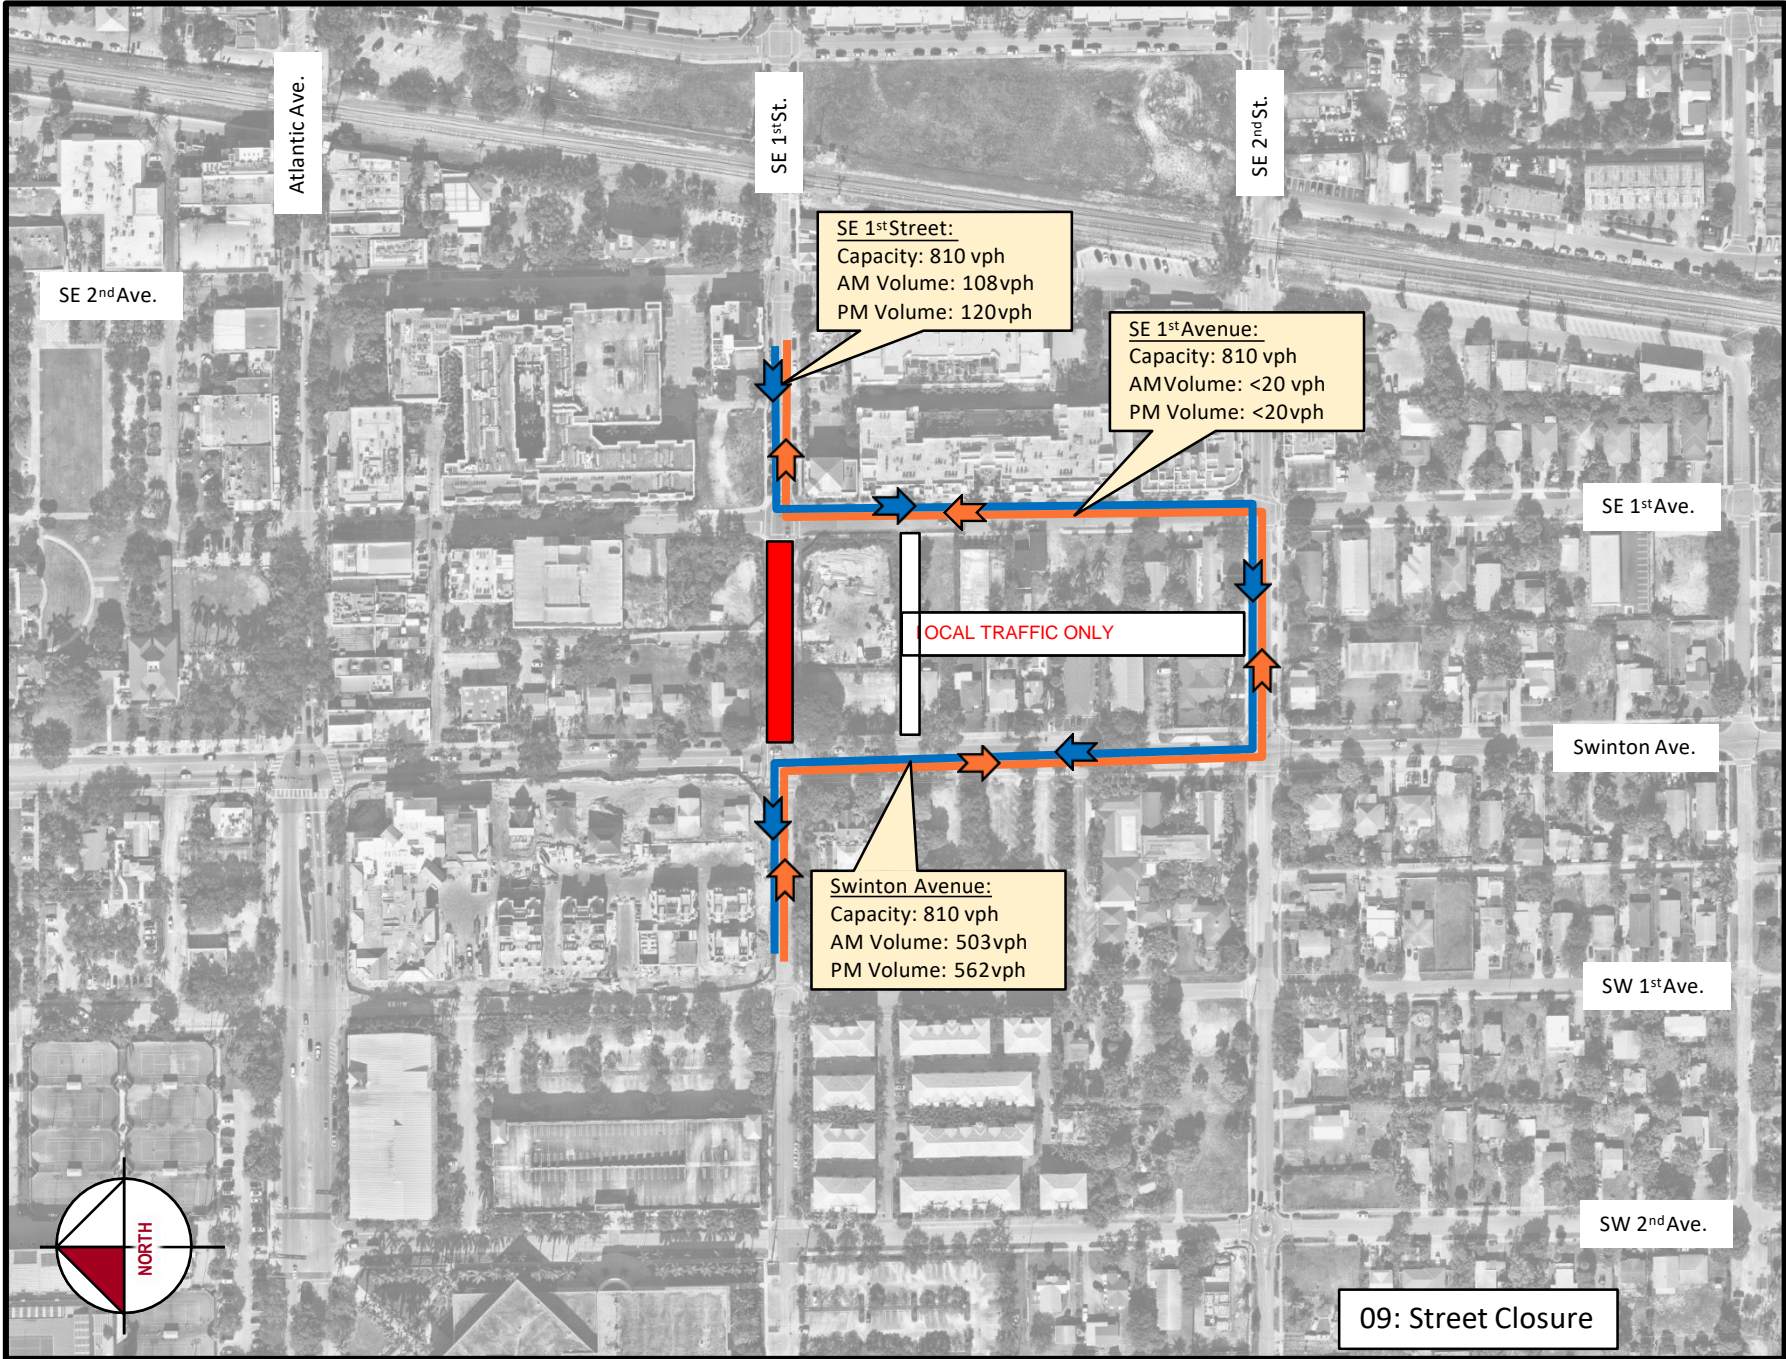 Atlantic Ave.
SE 1st St.
SE 2nd St.
SE 2nd Ave.
SE 1st Street:
Capacity: 810 vph
AM Volume: 108vph
PM Volume: 120vph
SE 1st Avenue:
Capacity: 810 vph
AMVolume: <20 vph
PM Volume: <20vph
SE 1st Ave.
OCAL TRAFFIC ONLY
Swinton Ave.
Swinton Avenue:
Capacity: 810 vph
AM Volume: 503vph
PM Volume: 562vph
SW 1st Ave.
SW 2nd Ave.
NORTH
09: Street Closure